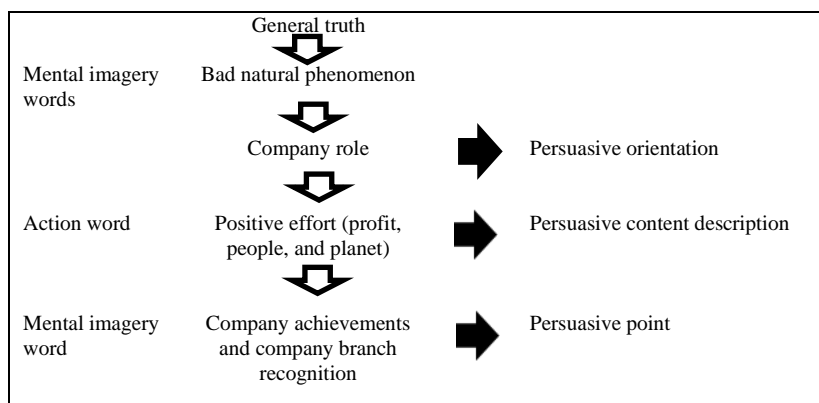 General truth
Mental imagery words
Bad natural phenomenon
Company role
Persuasive orientation
Action word
Positive effort (profit,
people, and planet)
Persuasive content description
Mental imagery
word
Company achievements
and company branch
recognition
Persuasive point